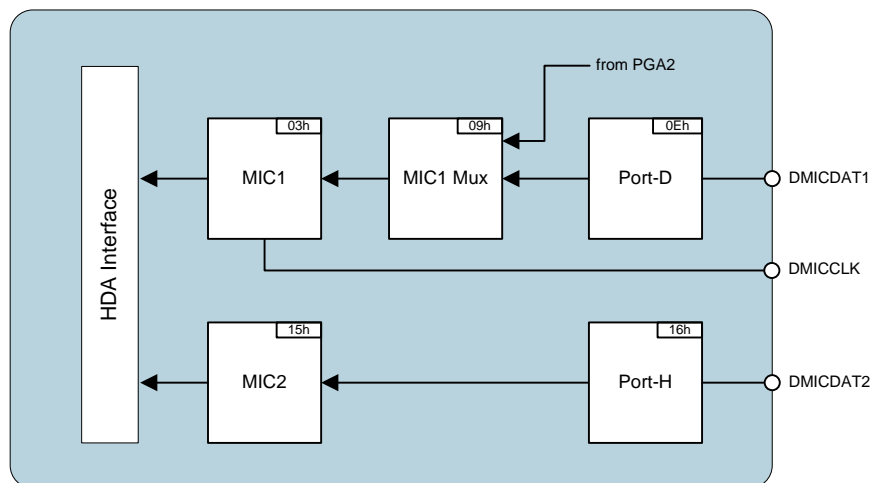 from PGA2
03h
09h
0Eh
MIC1
MIC1 Mux
Port-D
DMICDAT1
HDA Interface
DMICCLK
15h
16h
MIC2
Port-H
DMICDAT2